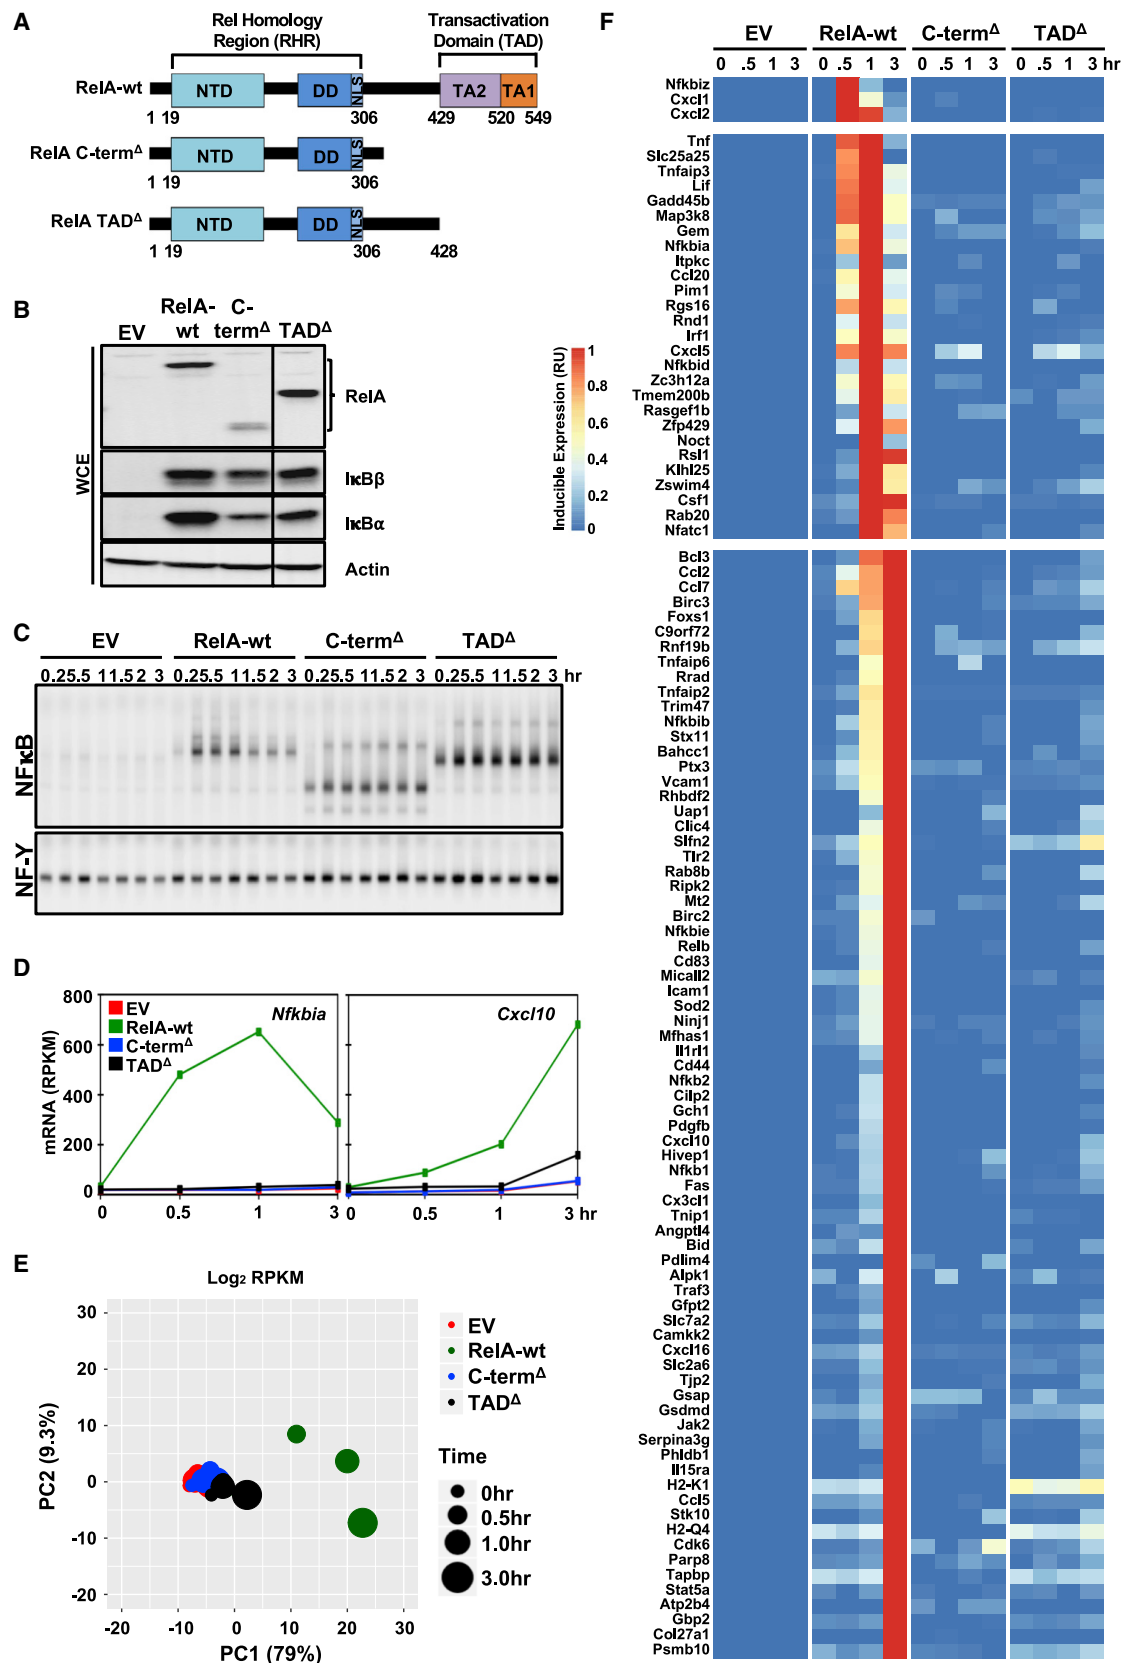 A
Rel Homology
Region (RHR)
Transactivation
Domain (TAD)
RelA-wt
NTD
DD
NLS
TA2
TA1
1 19
306
429
520
549
RelA C-termΔ
NTD
DD
NLS
1 19
306
RelA TADΔ
NTD
DD
NLS
1 19
306
428
B
EV
RelA-
wt
C-
termΔ
TADΔ
WCE
RelA
IκBβ
IκBα
Actin
C
EV
RelA-wt
C-termΔ
TADΔ
0.25.5 11.5 2 3
0.25.5 11.5 2 3
0.25.5 11.5 2 3
0.25.5 11.5 2 3 hr
NFκB
NF-Y
D
mRNA (RPKM)
800
600
400
200
0
EV
RelA-wt
C-termΔ
TADΔ
Nfkbia
Cxcl10
0 0.5 1 3
0 0.5 1 3 hr
E
Log2 RPKM
PC2 (9.3%)
30
20
10
0
-10
-20
-20 -10 0 10 20 30
PC1 (79%)
EV
RelA-wt
C-termΔ
TADΔ
Time
0hr
0.5hr
1.0hr
3.0hr
F
EV
RelA-wt
C-termΔ
TADΔ
0 .5 1 3
0 .5 1 3
0 .5 1 3
0 .5 1 3 hr
Inducible Expression (RU)
1
0.8
0.6
0.4
0.2
0
Nfkbiz
Cxcl1
Cxcl2
Tnf
Slc25a25
Tnfaip3
Lif
Gadd45b
Map3k8
Gem
Nfkbia
Itpkc
Ccl20
Pim1
Rgs16
Rnd1
Irf1
Cxcl5
Nfkbid
Zc3h12a
Tmem200b
Rasgef1b
Zfp429
Noct
Rsl1
Klhl25
Zswim4
Csf1
Rab20
Nfatc1
Bcl3
Ccl2
Ccl7
Birc3
Foxs1
C9orf72
Rnf19b
Tnfaip6
Rrad
Tnfaip2
Trim47
Nfkbib
Stx11
Bahcc1
Ptx3
Vcam1
Rhbdf2
Uap1
Clic4
Slfn2
Tlr2
Rab8b
Ripk2
Mt2
Birc2
Nfkbie
Relb
Cd83
Micall2
Icam1
Sod2
Ninj1
Mfhas1
Il1rl1
Cd44
Nfkb2
Cilp2
Gch1
Pdgfb
Cxcl10
Hivep1
Nfkb1
Fas
Cx3cl1
Tnip1
Angptl4
Bid
Pdlim4
Alpk1
Traf3
Gfpt2
Slc7a2
Camkk2
Cxcl16
Slc2a6
Tjp2
Gsap
Gsdmd
Jak2
Serpina3g
Phldb1
Il15ra
H2-K1
Ccl5
Stk10
H2-Q4
Cdk6
Parp8
Tapbp
Stat5a
Atp2b4
Gbp2
Col27a1
Psmb10